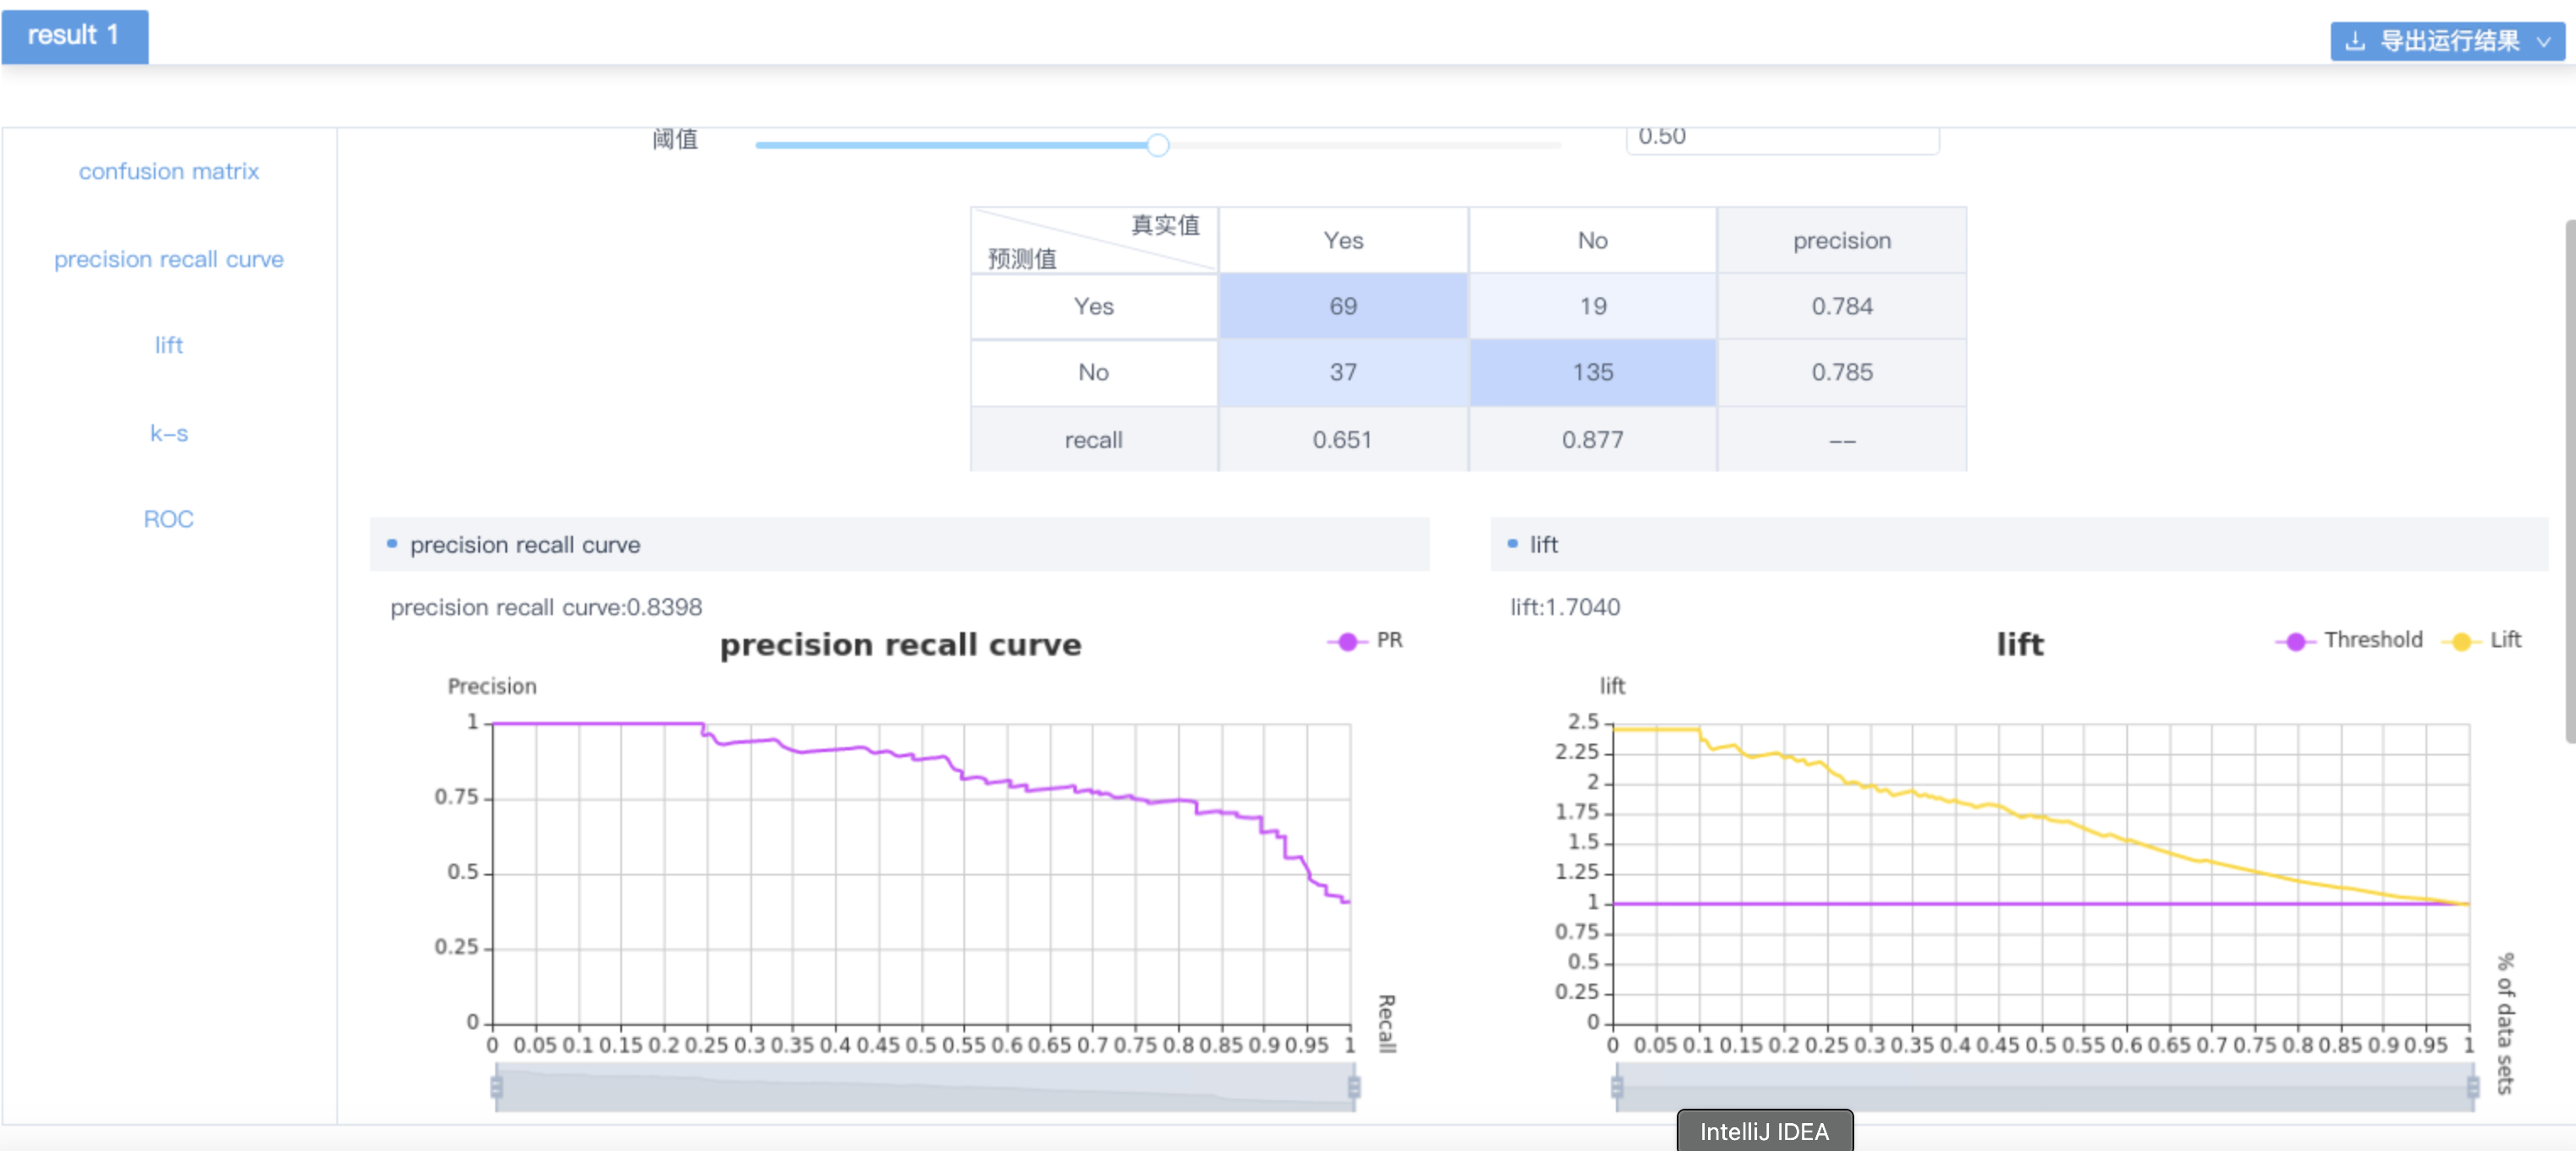 result 1
导出运行结果
阈值
0.50
confusion matrix
precision recall curve
lift
k-s
ROC
真实值
预测值
Yes
No
precision
Yes
69
19
0.784
No
37
135
0.785
recall
0.651
0.877
--
precision recall curve
precision recall curve:0.8398
precision recall curve
PR
Precision
1
0.75
0.5
0.25
0
0 0.05 0.1 0.15 0.2 0.25 0.3 0.35 0.4 0.45 0.5 0.55 0.6 0.65 0.7 0.75 0.8 0.85 0.9 0.95 1
Recall
lift
lift:1.7040
lift
Threshold
Lift
lift
2.5
2.25
2
1.75
1.5
1.25
1
0.75
0.5
0.25
0
0 0.05 0.1 0.15 0.2 0.25 0.3 0.35 0.4 0.45 0.5 0.55 0.6 0.65 0.7 0.75 0.8 0.85 0.9 0.95 1
% of data sets
IntelliJ IDEA